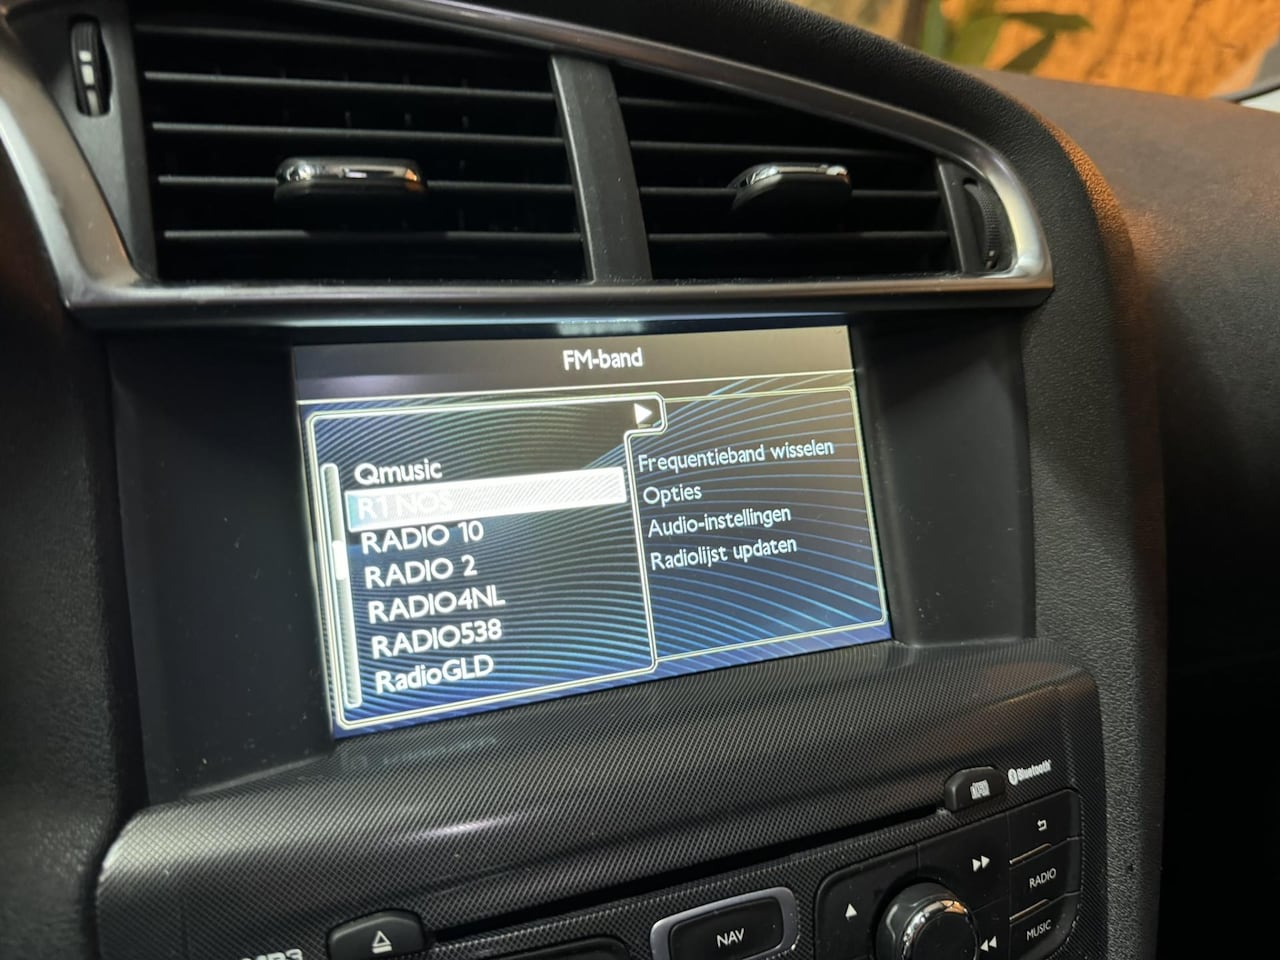 FM-band
Qmusic
R1 NOS
RADIO 10
RADIO 2
RADIO4NL
RADIO538
RadioGLD
Frequentieband wisselen
Opties
Audio-instellingen
Radiolijst updaten
Bluetooth
RADIO
MUSIC
NAV